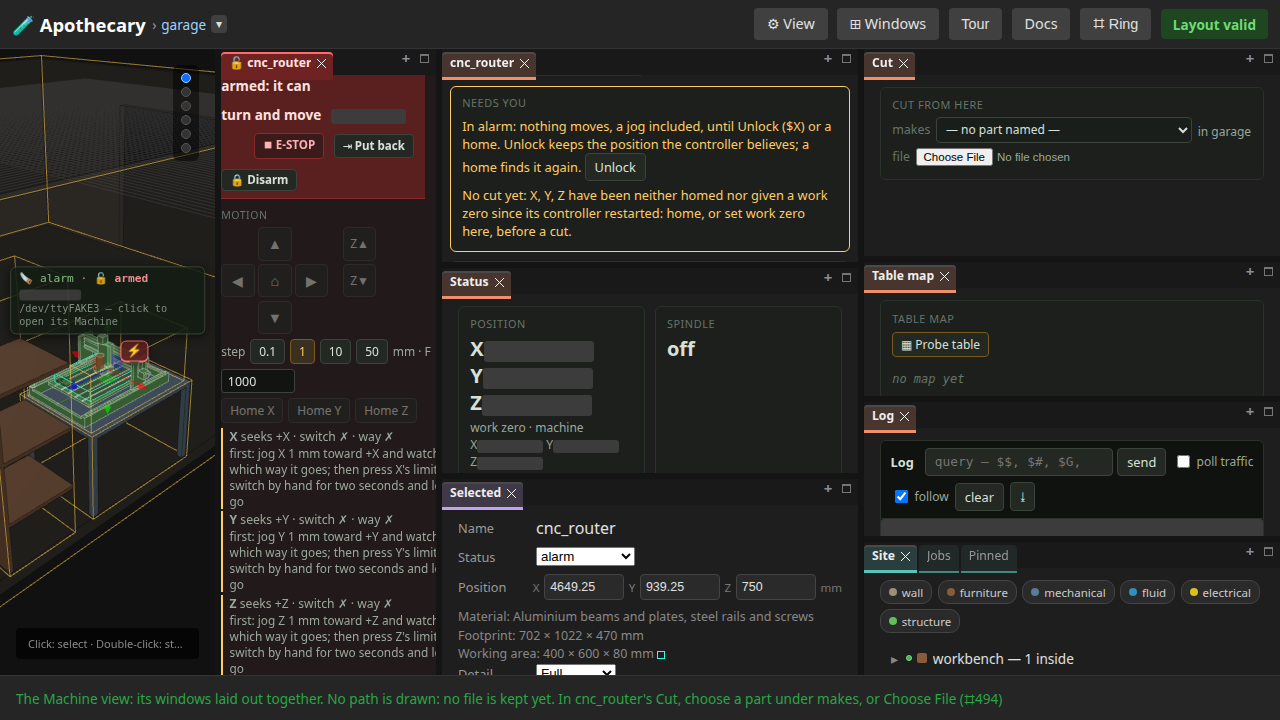 🧪 Apothecary › garage ▾
⚙ View
⊞ Windows
Tour
Docs
⌗ Ring
Layout valid
alarm · 🔓 armed
/dev/ttyFAKE3 — click to
open its Machine
Click: select · Double-click: st…
🔓 cnc_router
armed: it can
turn and move
⏹ E-STOP
⇥ Put back
🔒 Disarm
MOTION
▲ Z▲
◀ ⌂ ▶ Z▼
▼
step 0.1 1 10 50 mm · F
1000
Home X Home Y Home Z
X seeks +X · switch ✗ · way ✗
first: jog X 1 mm toward +X and watch
which way it goes; then press X's limit
switch by hand for two seconds and
go
Y seeks +Y · switch ✗ · way ✗
first: jog Y 1 mm toward +Y and watch
which way it goes; then press Y's limit
switch by hand for two seconds and
go
Z seeks +Z · switch ✗ · way ✗
first: jog Z 1 mm toward +Z and watch
which way it goes; then press Z's limit
switch by hand for two seconds and
go
cnc_router
NEEDS YOU
In alarm: nothing moves, a jog included, until Unlock ($X) or a
home. Unlock keeps the position the controller believes; a
home finds it again. Unlock
No cut yet: X, Y, Z have been neither homed nor given a work
zero since its controller restarted: home, or set work zero
here, before a cut.
Status
POSITION
X
Y
Z
work zero · machine
X Y
Z
SPINDLE
off
Selected
Name cnc_router
Status alarm
Position X 4649.25 Y 939.25 Z 750 mm
Material: Aluminium beams and plates, steel rails and screws
Footprint: 702 × 1022 × 470 mm
Working area: 400 × 600 × 80 mm
Detail Full
Cut
CUT FROM HERE
makes — no part named — in garage
file Choose File No file chosen
Table map
TABLE MAP
▦ Probe table
no map yet
Log
Log query — $$, $#, $G, send poll traffic
follow clear ⭳
Site Jobs Pinned
wall furniture mechanical fluid electrical
structure
▸ workbench — 1 inside
The Machine view: its windows laid out together. No path is drawn: no file is kept yet. In cnc_router's Cut, choose a part under makes, or Choose File (⌗494)